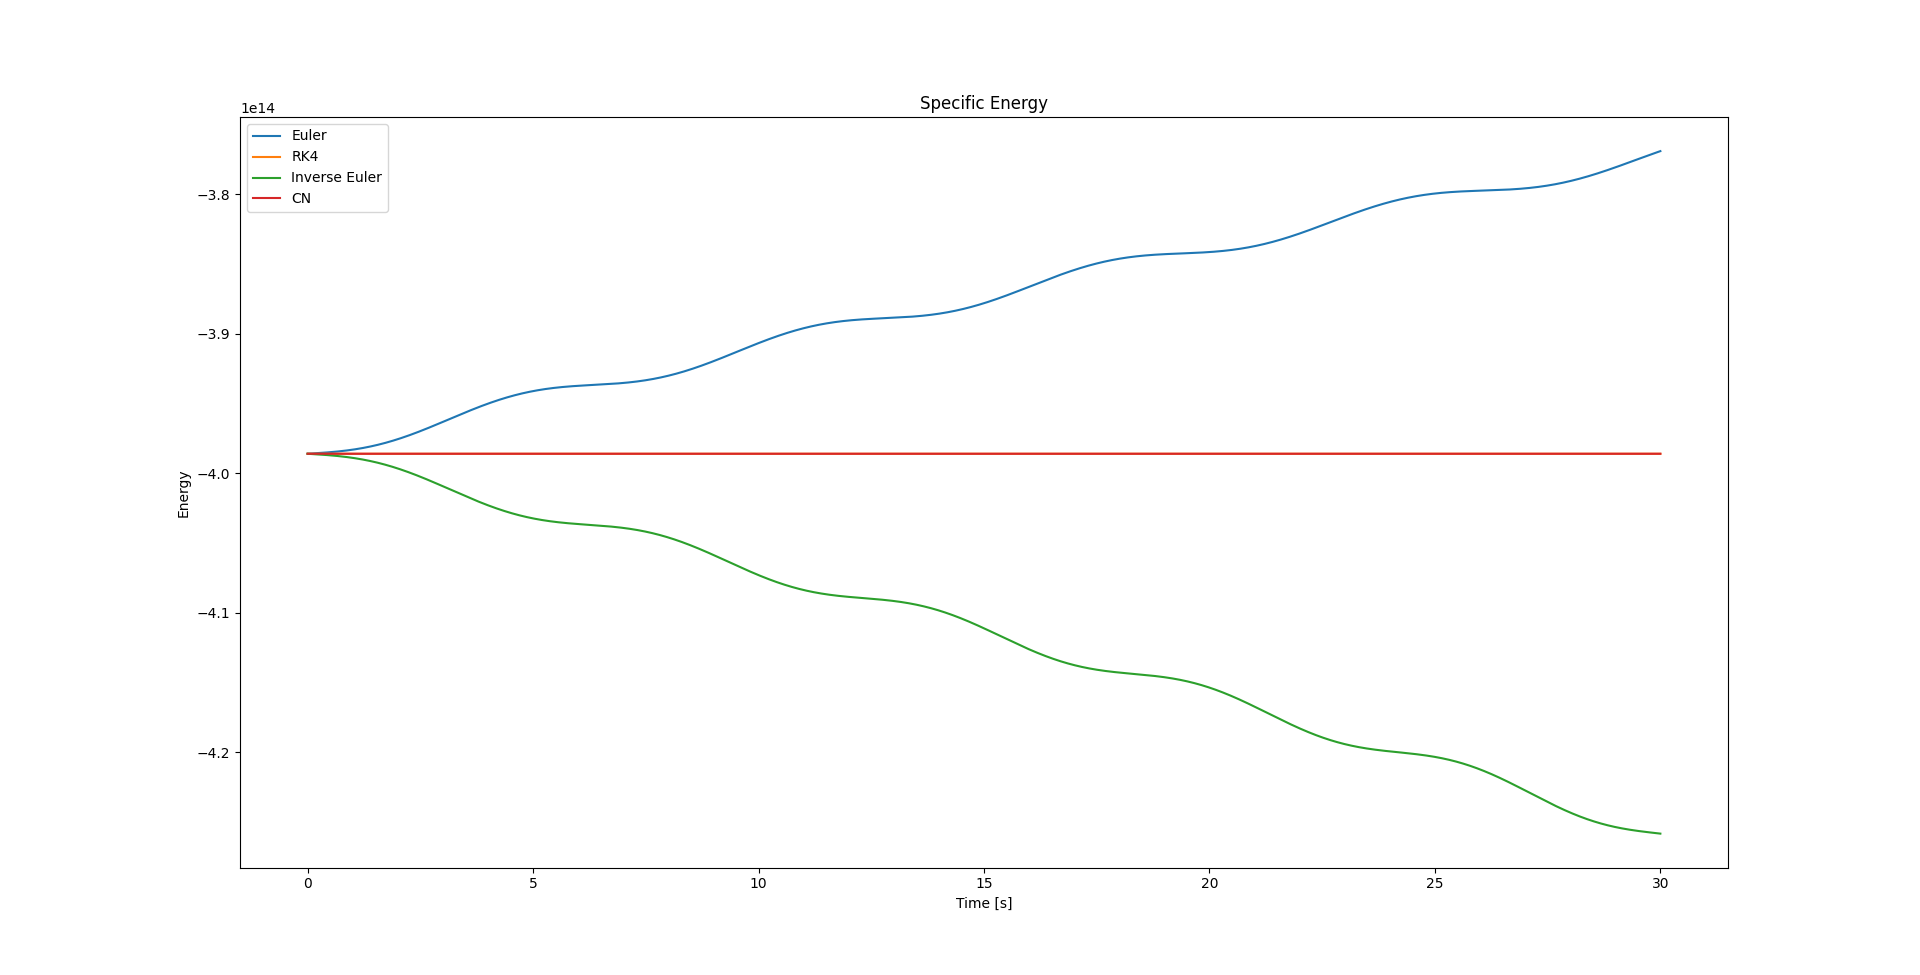 Specific Energy
1e14
Euler
RK4
Inverse Euler
CN
−3.8
−3.9
−4.0
−4.1
−4.2
Energy
0 5 10 15 20 25 30
Time [s]